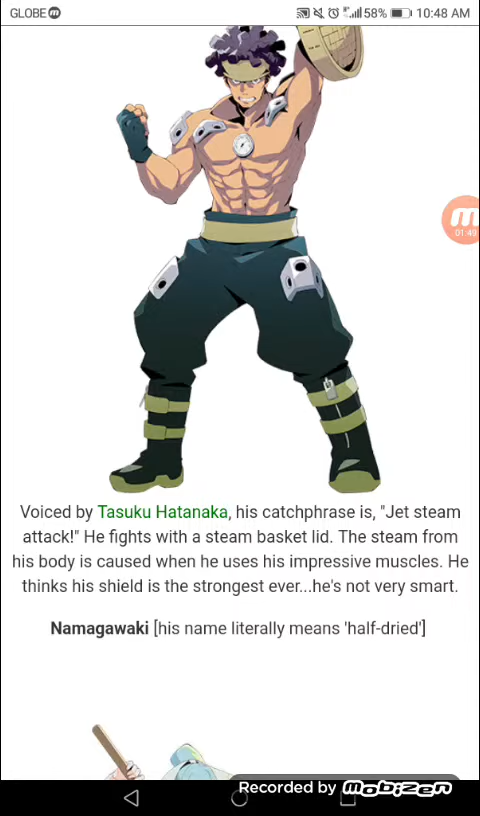 GLOBE 58% 10:48 AM
01:49
Voiced by Tasuku Hatanaka, his catchphrase is, "Jet steam
attack!" He fights with a steam basket lid. The steam from
his body is caused when he uses his impressive muscles. He
thinks his shield is the strongest ever...he's not very smart.
Namagawaki [his name literally means 'half-dried']
Recorded by mobizen